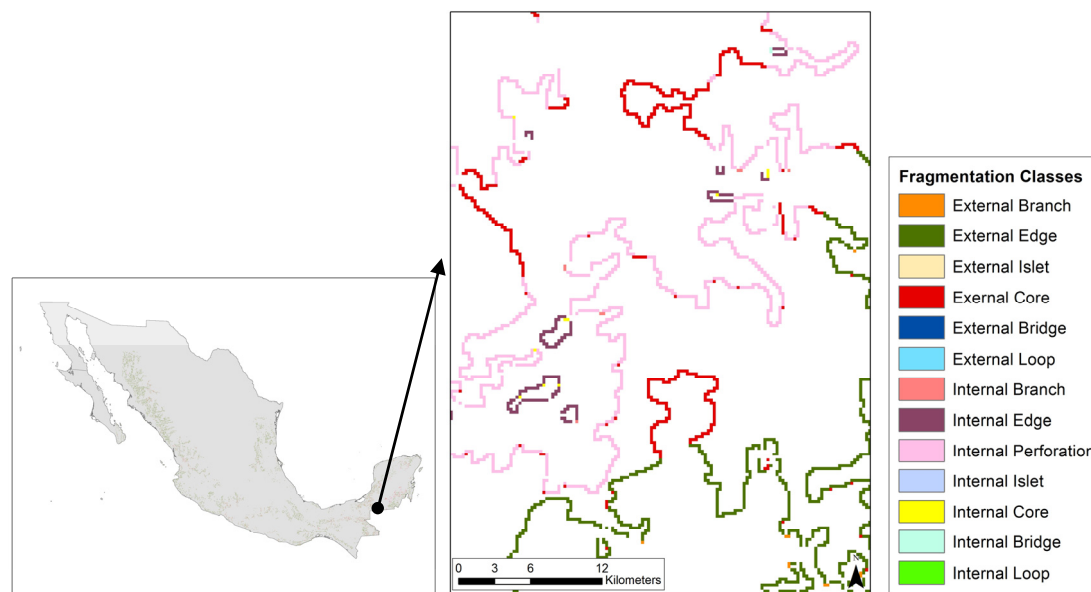 Fragmentation Classes
External Branch
External Edge
External Islet
Exernal Core
External Bridge
External Loop
Internal Branch
Internal Edge
Internal Perforation
Internal Islet
Internal Core
Internal Bridge
Internal Loop
0 3 6 12
Kilometers